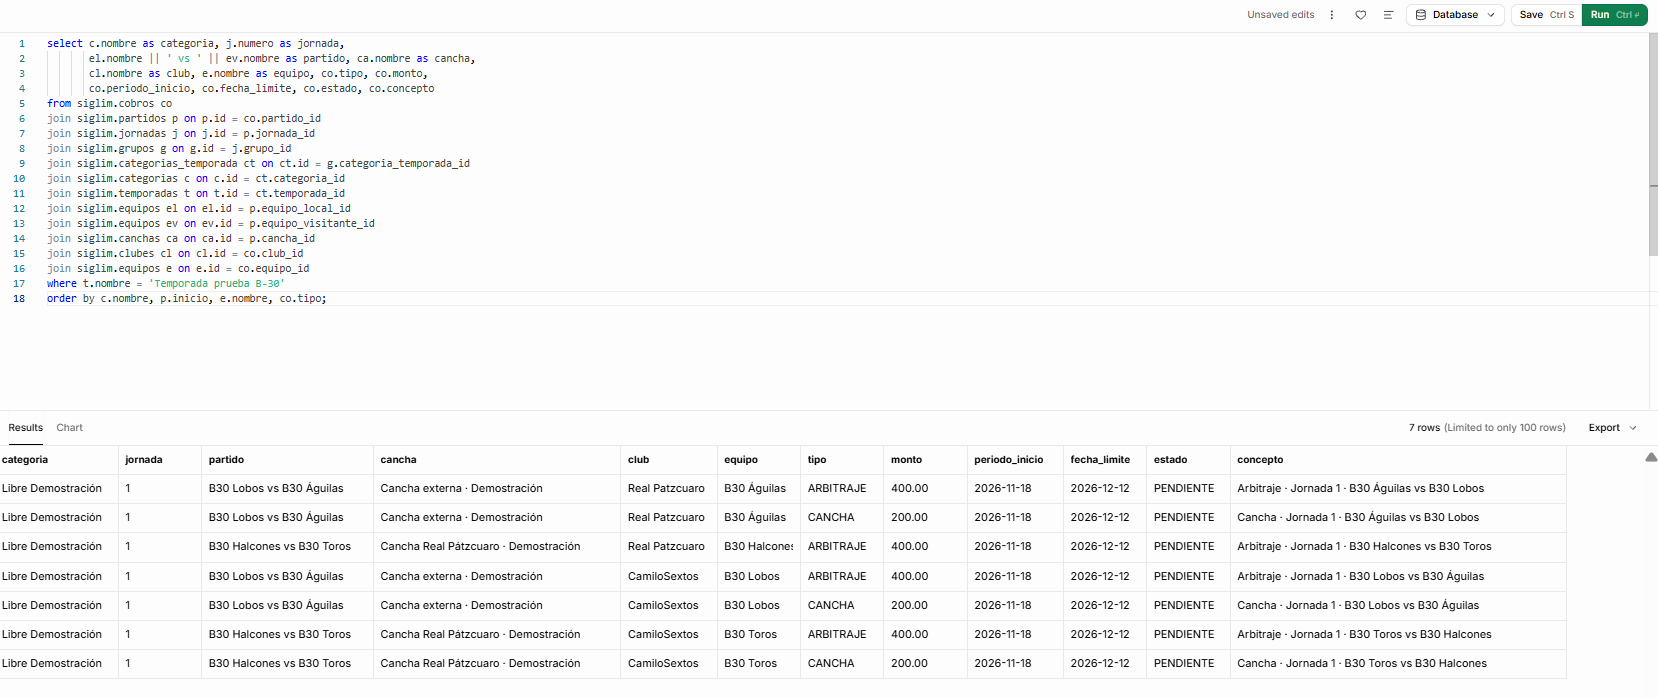 Unsaved edits Database Save Ctrl S Run Ctrl ↵
1 select c.nombre as categoria, j.numero as jornada,
2 el.nombre || ' vs ' || ev.nombre as partido, ca.nombre as cancha,
3 cl.nombre as club, e.nombre as equipo, co.tipo, co.monto,
4 co.periodo_inicio, co.fecha_limite, co.estado, co.concepto
5 from siglim.cobros co
6 join siglim.partidos p on p.id = co.partido_id
7 join siglim.jornadas j on j.id = p.jornada_id
8 join siglim.grupos g on g.id = j.grupo_id
9 join siglim.categorias_temporada ct on ct.id = g.categoria_temporada_id
10 join siglim.categorias c on c.id = ct.categoria_id
11 join siglim.temporadas t on t.id = ct.temporada_id
12 join siglim.equipos el on el.id = p.equipo_local_id
13 join siglim.equipos ev on ev.id = p.equipo_visitante_id
14 join siglim.canchas ca on ca.id = p.cancha_id
15 join siglim.clubes cl on cl.id = co.club_id
16 join siglim.equipos e on e.id = co.equipo_id
17 where t.nombre = 'Temporada prueba B-30'
18 order by c.nombre, p.inicio, e.nombre, co.tipo;
Results Chart 7 rows (Limited to only 100 rows) Export
categoria jornada partido cancha club equipo tipo monto periodo_inicio fecha_limite estado concepto
Libre Demostración 1 B30 Lobos vs B30 Águilas Cancha externa · Demostración Real Patzcuaro B30 Águilas ARBITRAJE 400.00 2026-11-18 2026-12-12 PENDIENTE Arbitraje · Jornada 1 · B30 Águilas vs B30 Lobos
Libre Demostración 1 B30 Lobos vs B30 Águilas Cancha externa · Demostración Real Patzcuaro B30 Águilas CANCHA 200.00 2026-11-18 2026-12-12 PENDIENTE Cancha · Jornada 1 · B30 Águilas vs B30 Lobos
Libre Demostración 1 B30 Halcones vs B30 Toros Cancha Real Pátzcuaro · Demostración Real Patzcuaro B30 Halcones ARBITRAJE 400.00 2026-11-18 2026-12-12 PENDIENTE Arbitraje · Jornada 1 · B30 Halcones vs B30 Toros
Libre Demostración 1 B30 Lobos vs B30 Águilas Cancha externa · Demostración CamiloSextos B30 Lobos ARBITRAJE 400.00 2026-11-18 2026-12-12 PENDIENTE Arbitraje · Jornada 1 · B30 Lobos vs B30 Águilas
Libre Demostración 1 B30 Lobos vs B30 Águilas Cancha externa · Demostración CamiloSextos B30 Lobos CANCHA 200.00 2026-11-18 2026-12-12 PENDIENTE Cancha · Jornada 1 · B30 Lobos vs B30 Águilas
Libre Demostración 1 B30 Halcones vs B30 Toros Cancha Real Pátzcuaro · Demostración CamiloSextos B30 Toros ARBITRAJE 400.00 2026-11-18 2026-12-12 PENDIENTE Arbitraje · Jornada 1 · B30 Toros vs B30 Halcones
Libre Demostración 1 B30 Halcones vs B30 Toros Cancha Real Pátzcuaro · Demostración CamiloSextos B30 Toros CANCHA 200.00 2026-11-18 2026-12-12 PENDIENTE Cancha · Jornada 1 · B30 Toros vs B30 Halcones